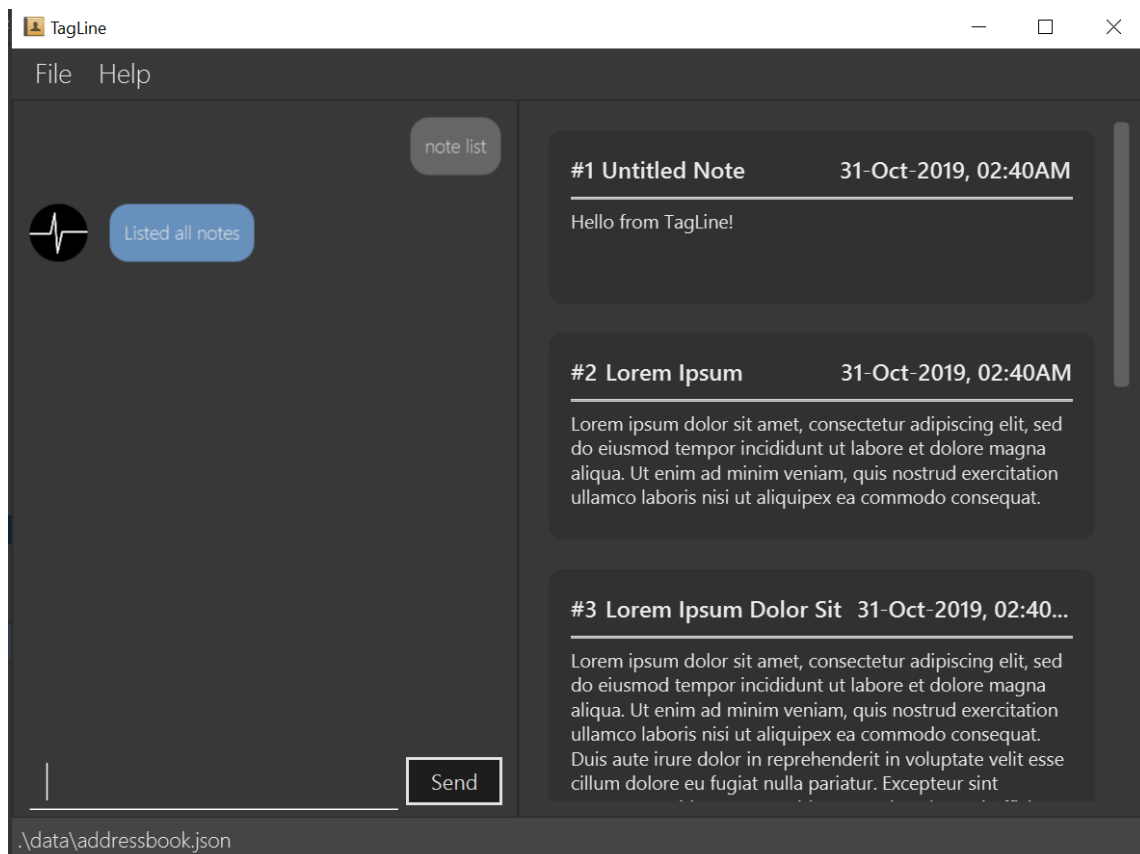 TagLine
File Help
note list
Listed all notes
Send
#1 Untitled Note 31-Oct-2019, 02:40AM
Hello from TagLine!
#2 Lorem Ipsum 31-Oct-2019, 02:40AM
Lorem ipsum dolor sit amet, consectetur adipiscing elit, sed
do eiusmod tempor incididunt ut labore et dolore magna
aliqua. Ut enim ad minim veniam, quis nostrud exercitation
ullamco laboris nisi ut aliquipex ea commodo consequat.
#3 Lorem Ipsum Dolor Sit 31-Oct-2019, 02:40...
Lorem ipsum dolor sit amet, consectetur adipiscing elit, sed
do eiusmod tempor incididunt ut labore et dolore magna
aliqua. Ut enim ad minim veniam, quis nostrud exercitation
ullamco laboris nisi ut aliquipex ea commodo consequat.
Duis aute irure dolor in reprehenderit in voluptate velit esse
cillum dolore eu fugiat nulla pariatur. Excepteur sint
.\data\addressbook.json